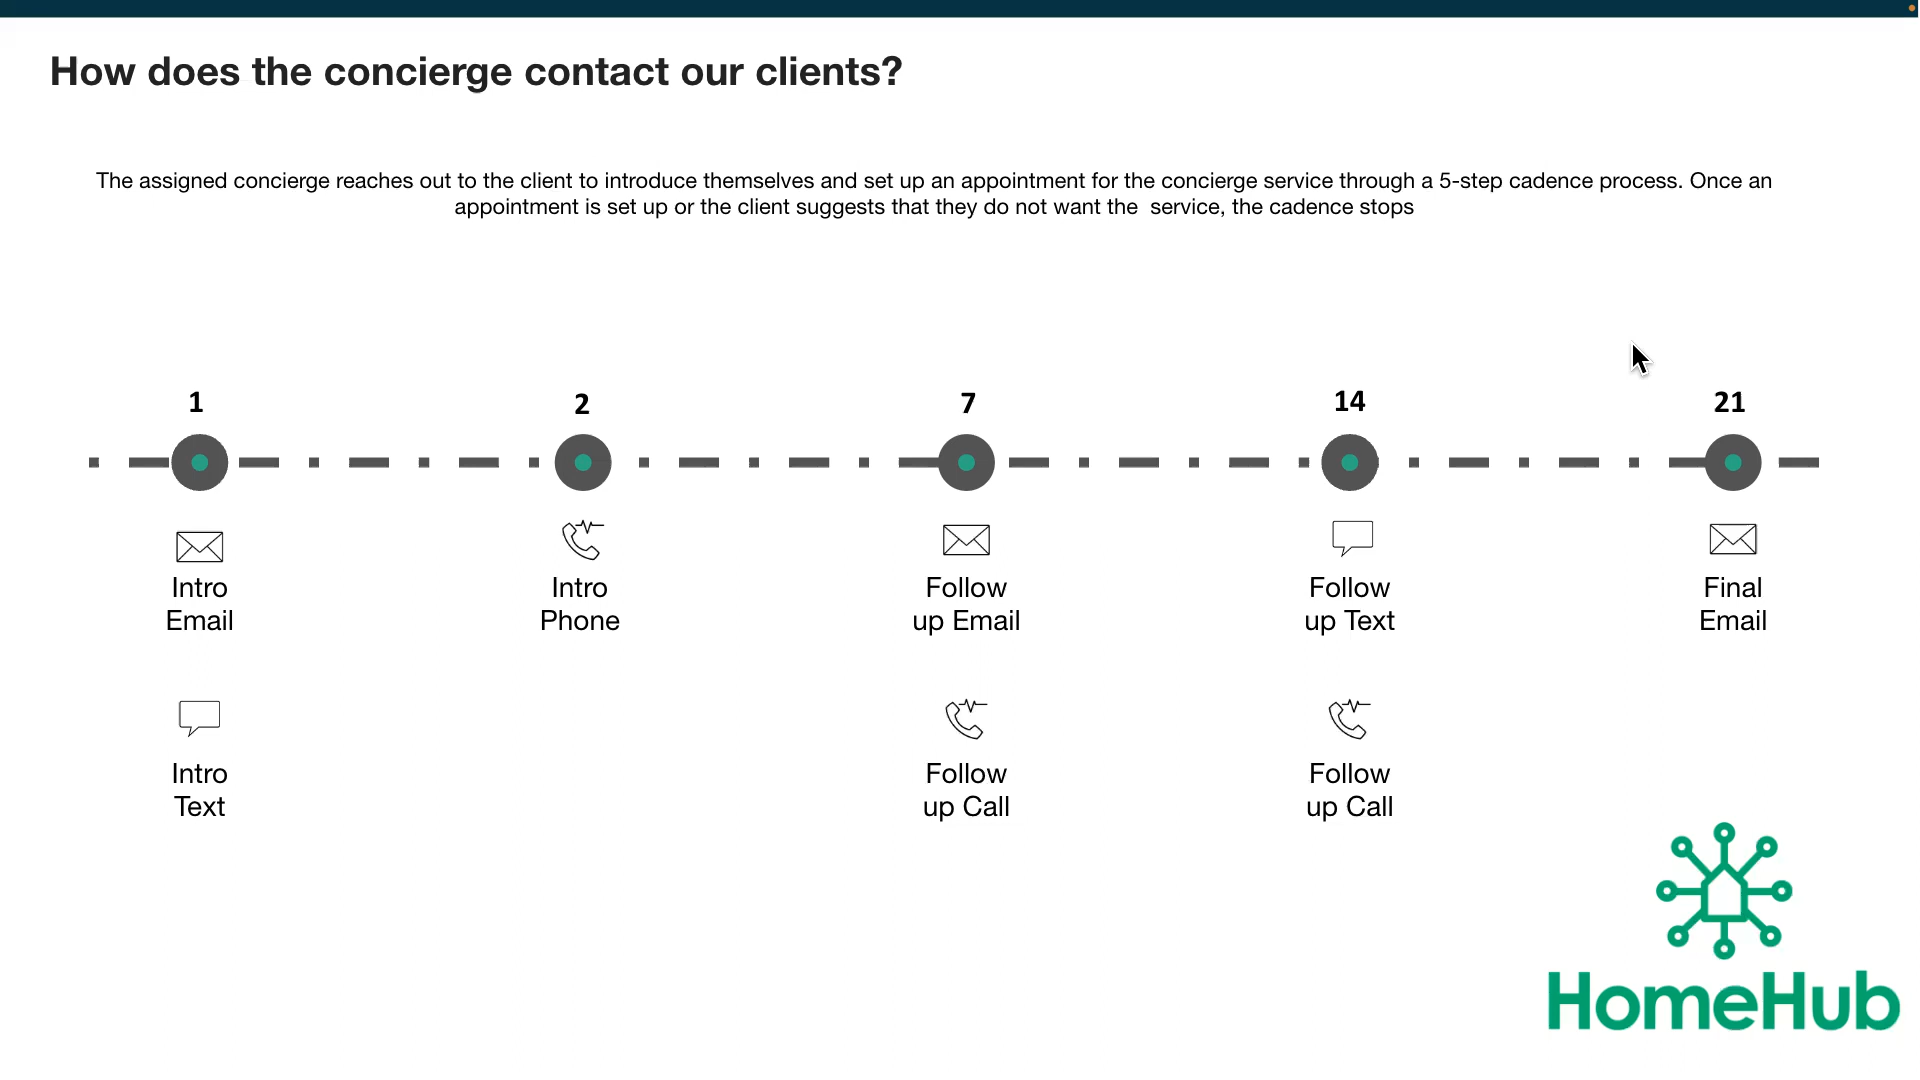 How does the concierge contact our clients?
The assigned concierge reaches out to the client to introduce themselves and set up an appointment for the concierge service through a 5-step cadence process. Once an
appointment is set up or the client suggests that they do not want the  service, the cadence stops
1
2
7
14
21
Intro
Email
Intro
Phone
Follow
up Email
Follow
up Text
Final
Email
Intro
Text
Follow
up Call
Follow
up Call
HomeHub